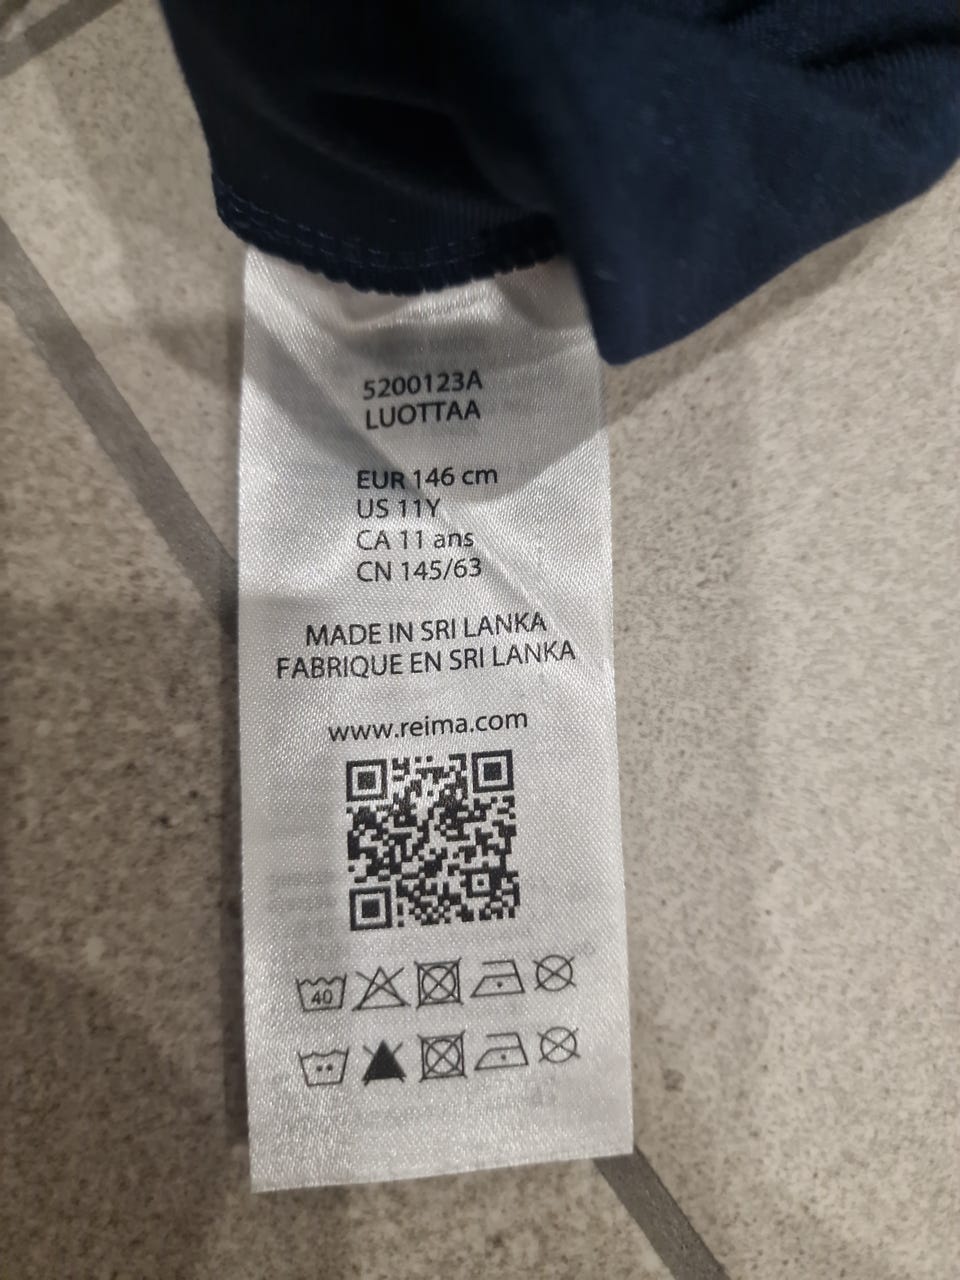 5200123A
LUOTTAA
EUR 146 cm
US 11Y
CA 11 ans
CN 145/63
MADE IN SRI LANKA
FABRIQUE EN SRI LANKA
www.reima.com
40